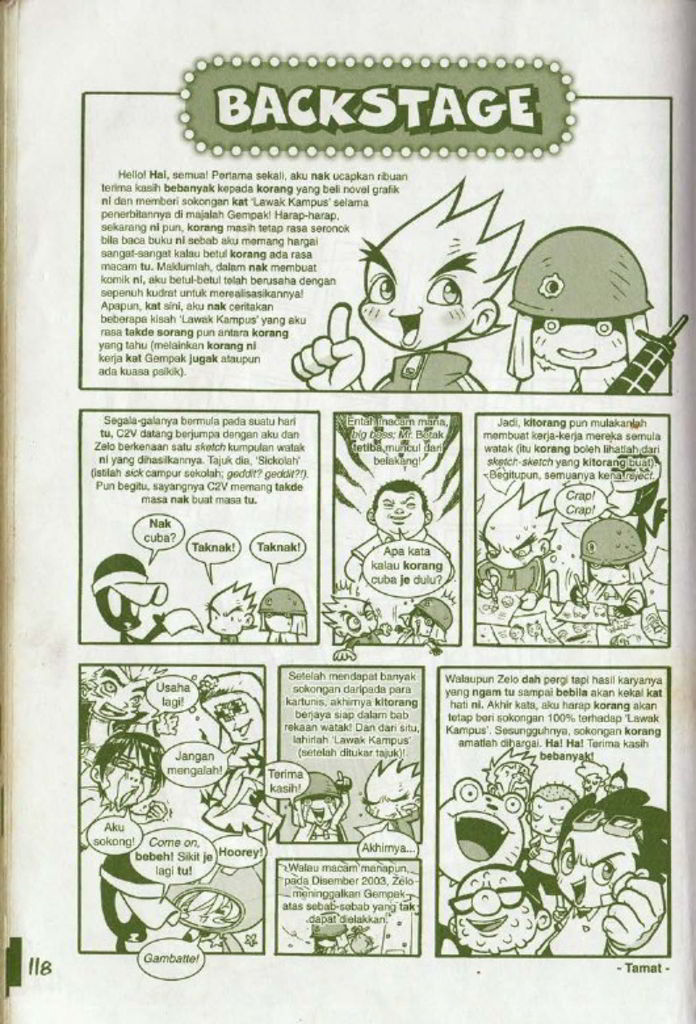 BACKSTAGE
Hello! Hai, semua! Pertama sekali, aku nak ucapkan ribuan
terima kasih bebanyak kepada korang yang beli novel grafik
ni dan memberi sokongan kat 'Lawak Kampus' selama
penerbitannya di majalah Gempak! Harap-harap,
sekarang ni pun, korang masih tetap rasa seronok
bila baca buku ni sebab aku memang hargai
sangat-sangat kalau betul korang ada rasa
macam tu. Maklumlah, dalam nak membuat
komik ni, aku betul-betul telah berusaha dengan
sepenuh kudrat untuk merealisasikannya!
Apapun, kat sini, aku nak ceritakan
beberapa kisah 'Lawak Kampus' yang aku
rasa takde sorang pun antara korang
yang tahu (melainkan korang ni
kerja kat Gempak jugak ataupun
ada kuasa psikik).
Segala-galanya bermula pada suatu hari
tu, C2V datang berjumpa dengan aku dan
Zelo berkenaan satu sketch kumpulan watak
ni yang dihasilkannya. Tajuk dia, 'Sickolah'
(istilah sick campur sekolah; geddit? geddit?!).
Pun begitu, sayangnya C2V memang takde
masa nak buat masa tu.
Nak
cuba?
Taknak!
Taknak!
Entah macam mana,
big boss; Mr. Botak
tetiba muncul dari
belakang!
Apa kata
kalau korang
cuba je dulu?
Jadi, kitorang pun mulakanlah
membuat kerja-kerja mereka semula
watak (itu korang boleh lihatlah dari
sketch-sketch yang kitorang buat).
Begitupun, semuanya kena reject.
Crap!
Crap!
Usaha
lagi!
Jangan
mengalah!
Aku
sokong!
Come on,
bebeh! Sikit je
lagi tu!
Hoorey!
Gambatte!
Setelah mendapat banyak
sokongan daripada para
kartunis, akhirnya kitorang
berjaya siap dalam bab
rekaan watak! Dan dari situ,
lahirlah 'Lawak Kampus'
(setelah ditukar tajuk)!
Terima
kasih!
Akhirnya...
Walau macam manapun,
pada Disember 2003, Zelo
meninggalkan Gempak
atas sebab-sebab yang tak
dapat dielakkan.
Walaupun Zelo dah pergi tapi hasil karyanya
yang ngam tu sampai bebila akan kekal kat
hati ni. Akhir kata, aku harap korang akan
tetap beri sokongan 100% terhadap 'Lawak
Kampus'. Sesungguhnya, sokongan korang
amatlah dihargai. Ha! Ha! Terima kasih
bebanyak!
118
- Tamat -